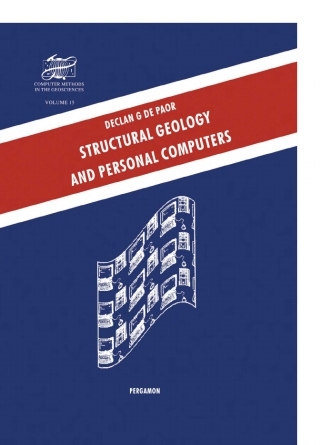 COMPUTER METHODS
IN THE GEOSCIENCES
VOLUME 15
DECLAN G DE PAOR
STRUCTURAL GEOLOGY
AND PERSONAL COMPUTERS
PERGAMON